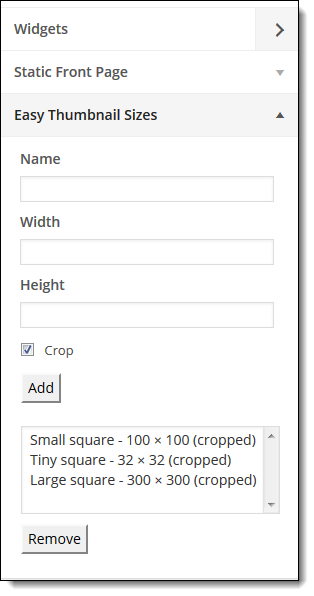 Widgets
Static Front Page
Easy Thumbnail Sizes
Name
Width
Height
Crop
Add
Small square - 100 × 100 (cropped)
Tiny square - 32 × 32 (cropped)
Large square - 300 × 300 (cropped)
Remove